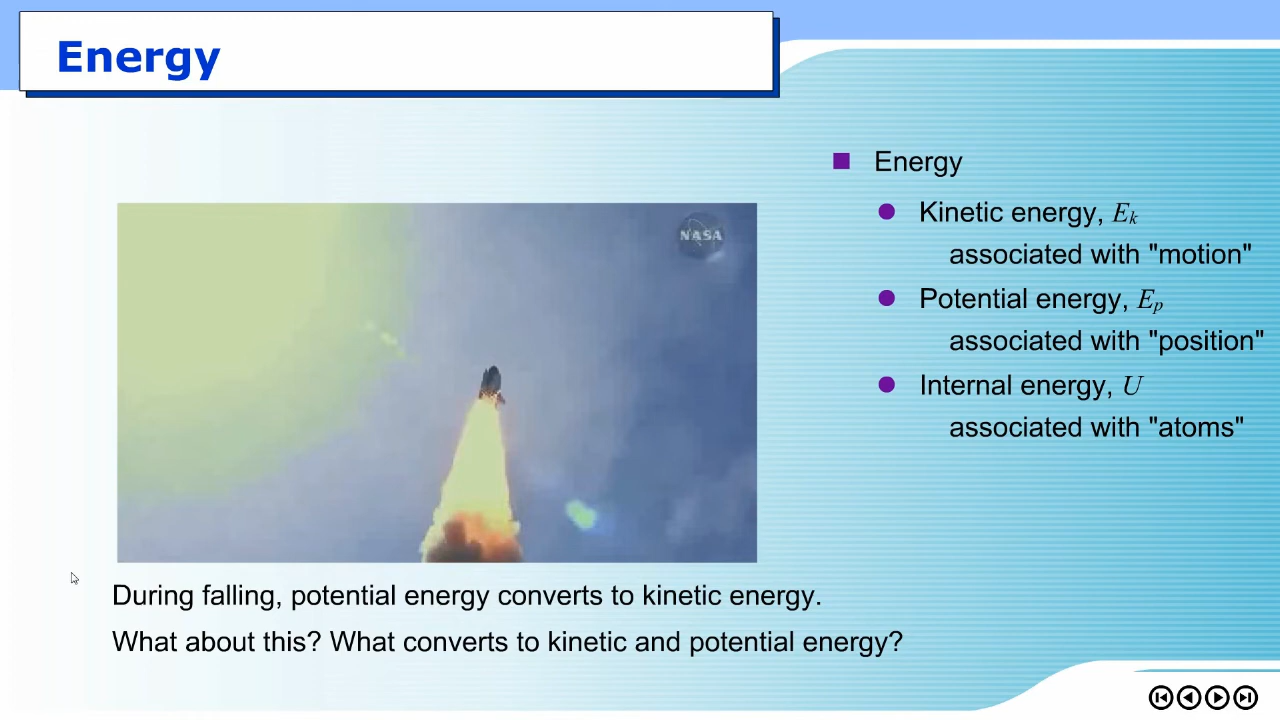 Energy
Energy
Kinetic energy, Ek
associated with "motion"
Potential energy, Ep
associated with "position"
Internal energy, U
associated with "atoms"
NASA
During falling, potential energy converts to kinetic energy.
What about this? What converts to kinetic and potential energy?